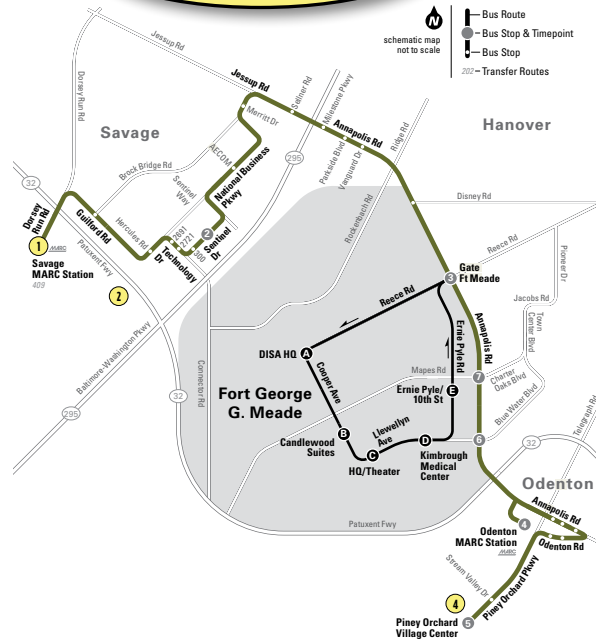 N
schematic map
not to scale
Bus Route
Bus Stop & Timepoint
Bus Stop
202 – Transfer Routes
Jessup Rd
Dorsey Run Rd
Jessup Rd
Sellner Rd
Milestone Pkwy
Merritt Dr
Annapolis Rd
Savage
Hanover
Parkside Blvd
Vanguard Dr
Ridge Rd
295
AECOM
Brock Bridge Rd
Sentinel
Way
National Business
Pkwy
32
Rockenbach Rd
Disney Rd
Dorsey
Run Rd
Guilford Rd
Hercules Rd
2691
2721
300
2
Sentinel
Dr
Technology
Dr
Reece Rd
Pioneer Dr
1
MARC
Savage
MARC Station
409
Patuxent Fwy
2
3
Gate
Ft Meade
Reece Rd
Jacobs Rd
Town
Center Blvd
Annapolis Rd
Ernie Pyle Rd
Baltimore-Washington Pkwy
Connector Rd
DISA HQ
A
Cooper Ave
Mapes Rd
7
Charter
Oaks Blvd
Fort George
G. Meade
Ernie Pyle/
10th St
E
Blue Water Blvd
Telegraph Rd
32
295
Llewellyn
Ave
B
Candlewood
Suites
C
HQ/Theater
D
Kimbrough
Medical
Center
6
32
Odenton
Patuxent Fwy
Annapolis Rd
4
Odenton
MARC Station
MARC
Odenton Rd
Stream Valley Dr
Piney Orchard Pkwy
4
Piney Orchard
Village Center
5